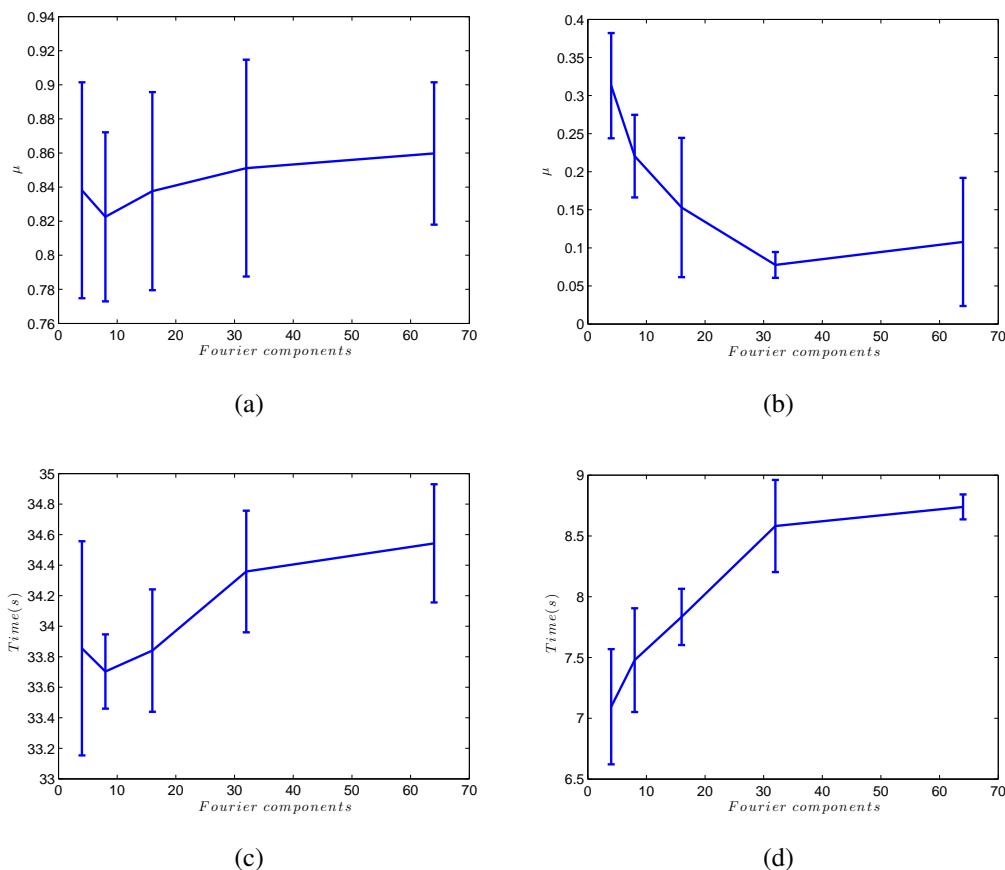 0.94
0.92
0.9
0.88
0.86
0.84
0.82
0.8
0.78
0.76
μ
0 10 20 30 40 50 60 70
Fourier components
(a)
0.4
0.35
0.3
0.25
0.2
0.15
0.1
0.05
0
μ
0 10 20 30 40 50 60 70
Fourier components
(b)
35
34.8
34.6
34.4
34.2
34
33.8
33.6
33.4
33.2
33
Time(s)
0 10 20 30 40 50 60 70
Fourier components
(c)
9
8.5
8
7.5
7
6.5
Time(s)
0 10 20 30 40 50 60 70
Fourier components
(d)